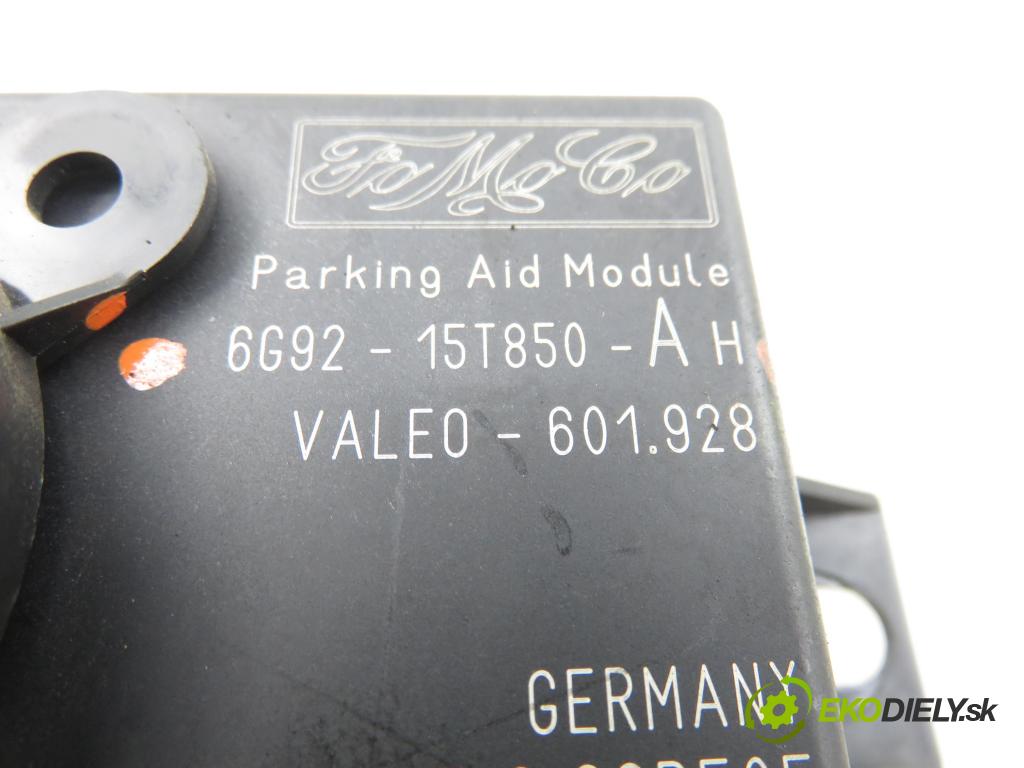 FoMoCo
Parking Aid Module
6G92 - 15T850 - A H
VALEO - 601.928
GERMANY
EKODIELY.sk